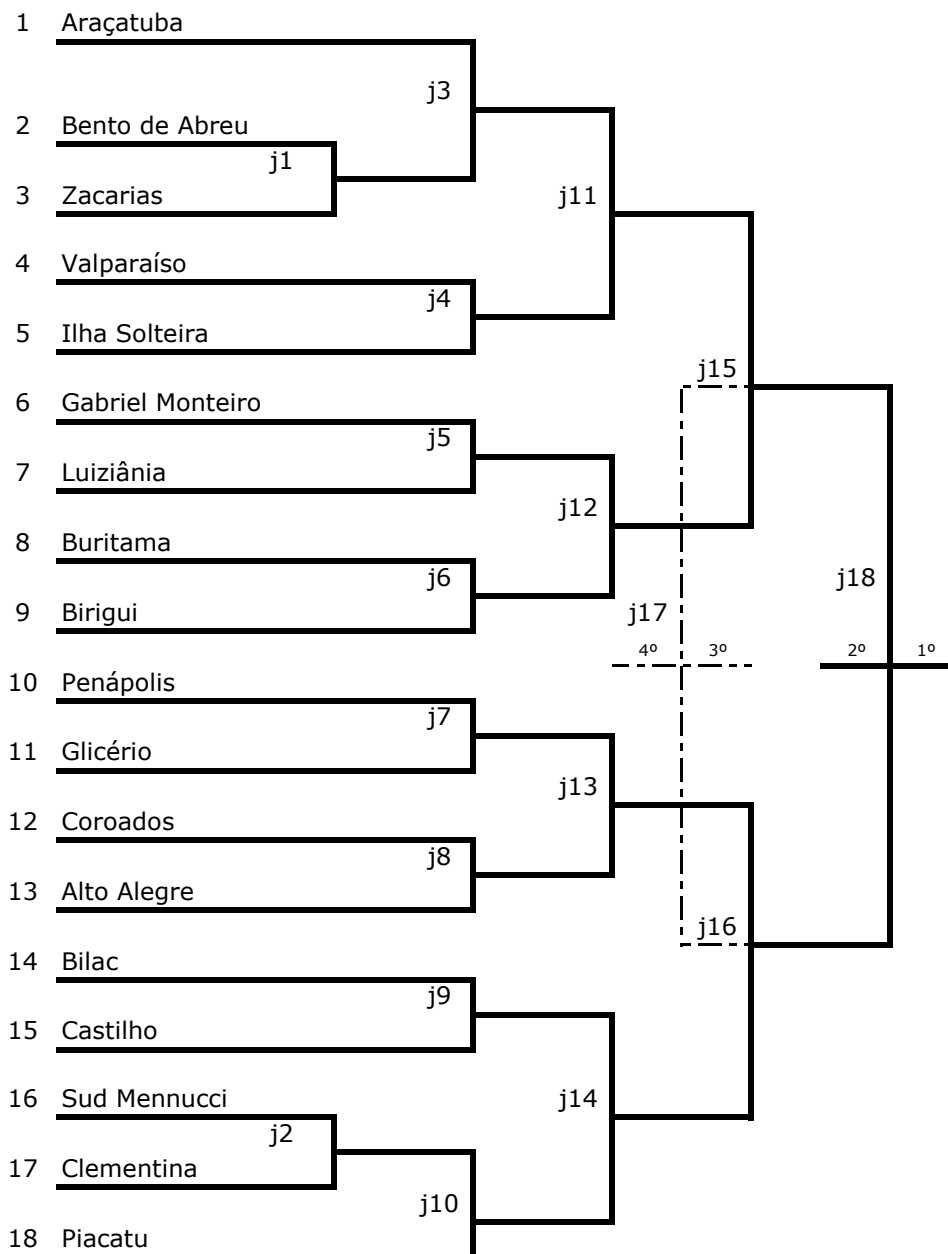 1 Araçatuba
j3
2 Bento de Abreu
j1
3 Zacarias
j11
4 Valparaíso
j4
5 Ilha Solteira
j15
6 Gabriel Monteiro
j5
7 Luiziânia
j12
8 Buritama
j6
j18
9 Birigui
j17
4º 3º 2º 1º
10 Penápolis
j7
11 Glicério
j13
12 Coroados
j8
13 Alto Alegre
j16
14 Bilac
j9
15 Castilho
16 Sud Mennucci
j14
j2
17 Clementina
j10
18 Piacatu